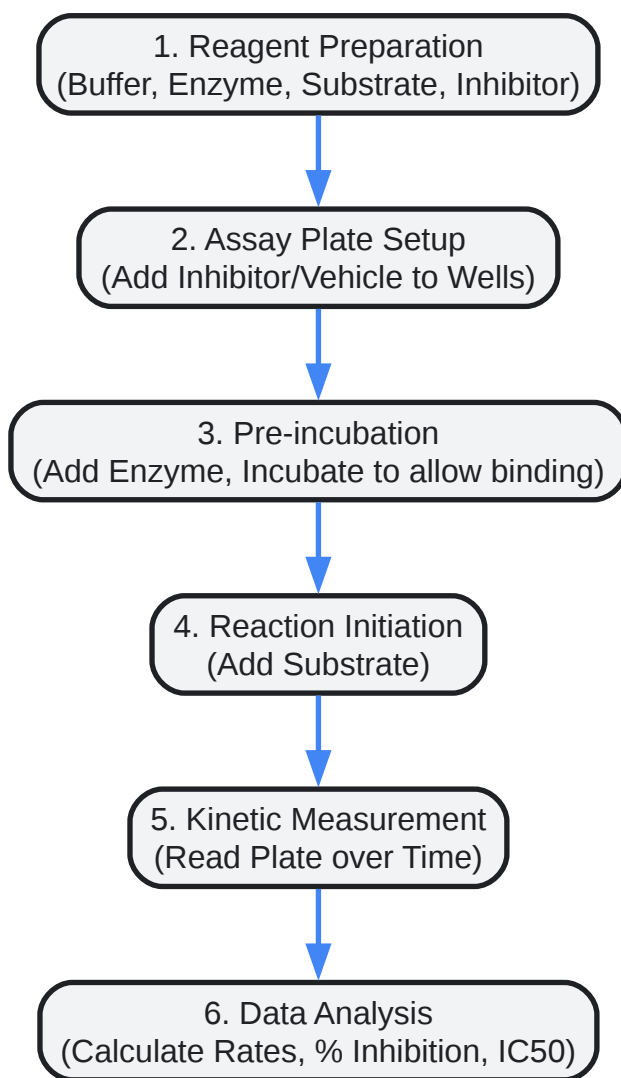 1. Reagent Preparation
(Buffer, Enzyme, Substrate, Inhibitor)
2. Assay Plate Setup
(Add Inhibitor/Vehicle to Wells)
3. Pre-incubation
(Add Enzyme, Incubate to allow binding)
4. Reaction Initiation
(Add Substrate)
5. Kinetic Measurement
(Read Plate over Time)
6. Data Analysis
(Calculate Rates, % Inhibition, IC50)